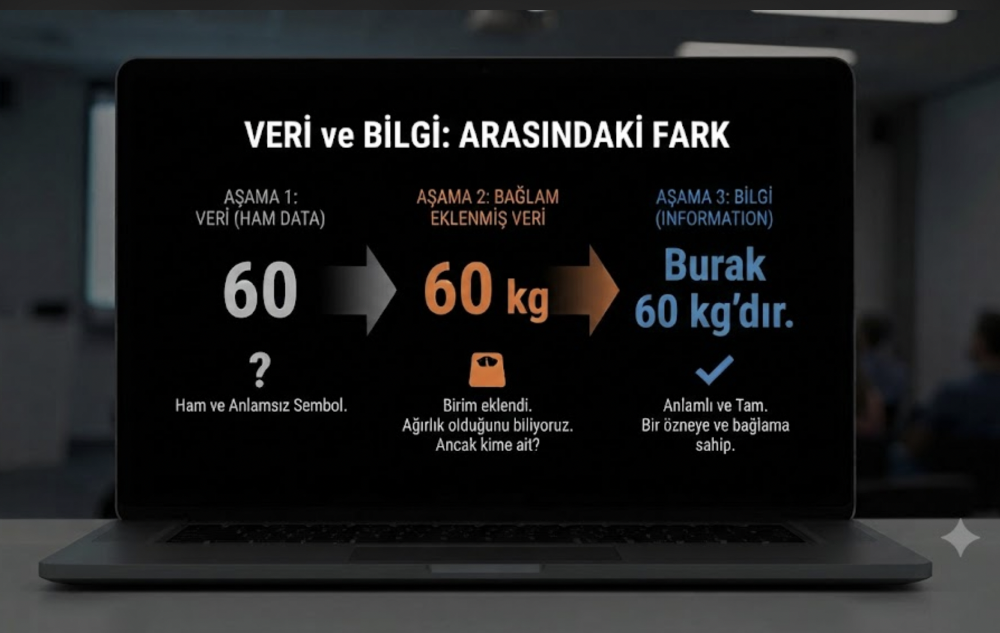 VERİ ve BİLGİ: ARASINDAKİ FARK
AŞAMA 1:
VERİ (HAM DATA)
60
?
Ham ve Anlamsız Sembol.
AŞAMA 2: BAĞLAM
EKLENMİŞ VERİ
60 kg
Birim eklendi.
Ağırlık olduğunu biliyoruz.
Ancak kime ait?
AŞAMA 3: BİLGİ
(INFORMATION)
Burak
60 kg’dır.
Anlamlı ve Tam.
Bir özneye ve bağlama
sahip.